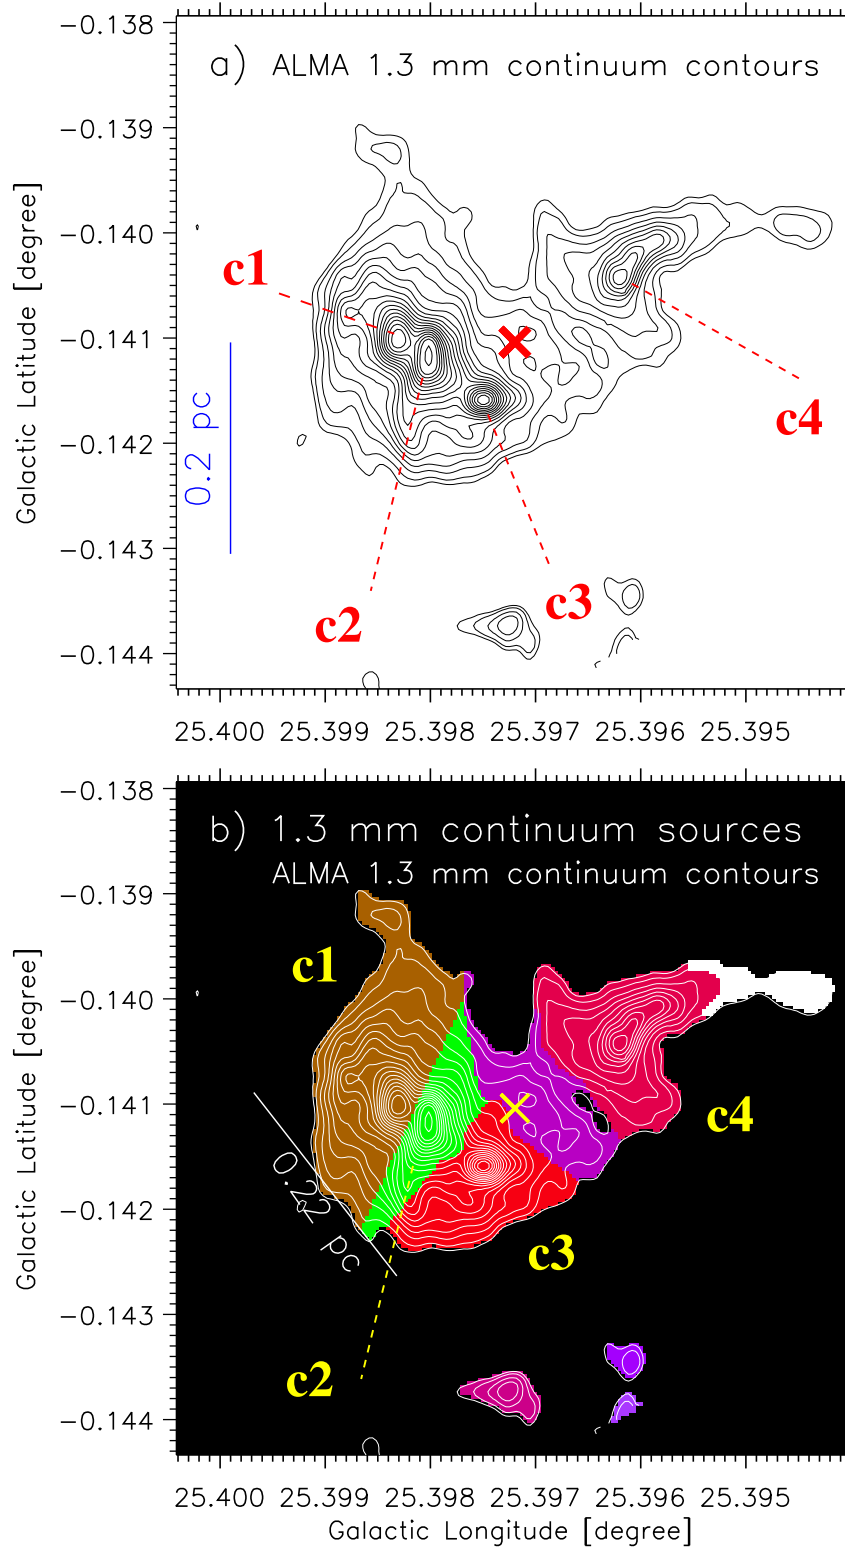 −0.138
a) ALMA 1.3 mm continuum contours
−0.139
−0.140
c1
−0.141
Galactic Latitude [degree]
c4
0.2 pc
−0.142
−0.143
c3
c2
−0.144
25.400 25.399 25.398 25.397 25.396 25.395
−0.138
b) 1.3 mm continuum sources
ALMA 1.3 mm continuum contours
−0.139
c1
−0.140
−0.141
c4
Galactic Latitude [degree]
0.22 pc
−0.142
c3
−0.143
c2
−0.144
25.400 25.399 25.398 25.397 25.396 25.395
Galactic Longitude [degree]